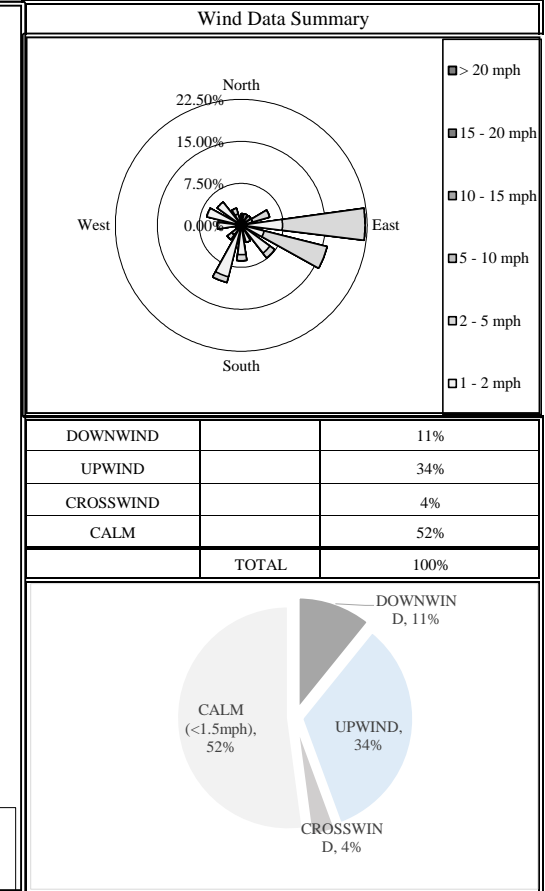 Wind Data Summary
North
22.50%
15.00%
7.50%
0.00%
West
East
South
> 20 mph
15 - 20 mph
10 - 15 mph
5 - 10 mph
2 - 5 mph
1 - 2 mph
DOWNWIND 11%
UPWIND 34%
CROSSWIND 4%
CALM 52%
TOTAL 100%
DOWNWIN
D, 11%
UPWIND,
34%
CALM
(<1.5mph),
52%
CROSSWIN
D, 4%